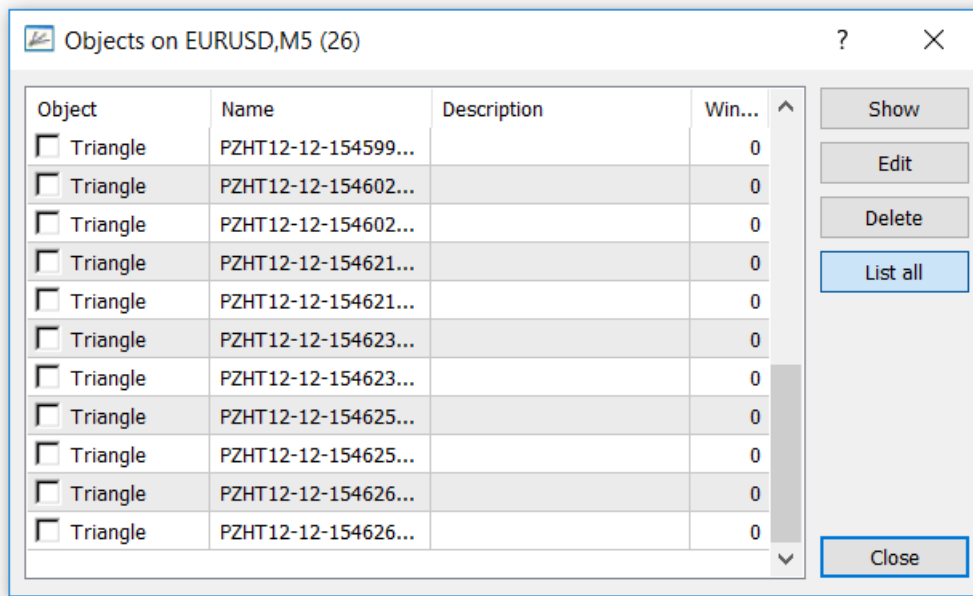 Objects on EURUSD,M5 (26) ?
Object Name Description Win...
Triangle PZHT12-12-154599... 0
Triangle PZHT12-12-154602... 0
Triangle PZHT12-12-154602... 0
Triangle PZHT12-12-154621... 0
Triangle PZHT12-12-154621... 0
Triangle PZHT12-12-154623... 0
Triangle PZHT12-12-154623... 0
Triangle PZHT12-12-154625... 0
Triangle PZHT12-12-154625... 0
Triangle PZHT12-12-154626... 0
Triangle PZHT12-12-154626... 0
Show
Edit
Delete
List all
Close